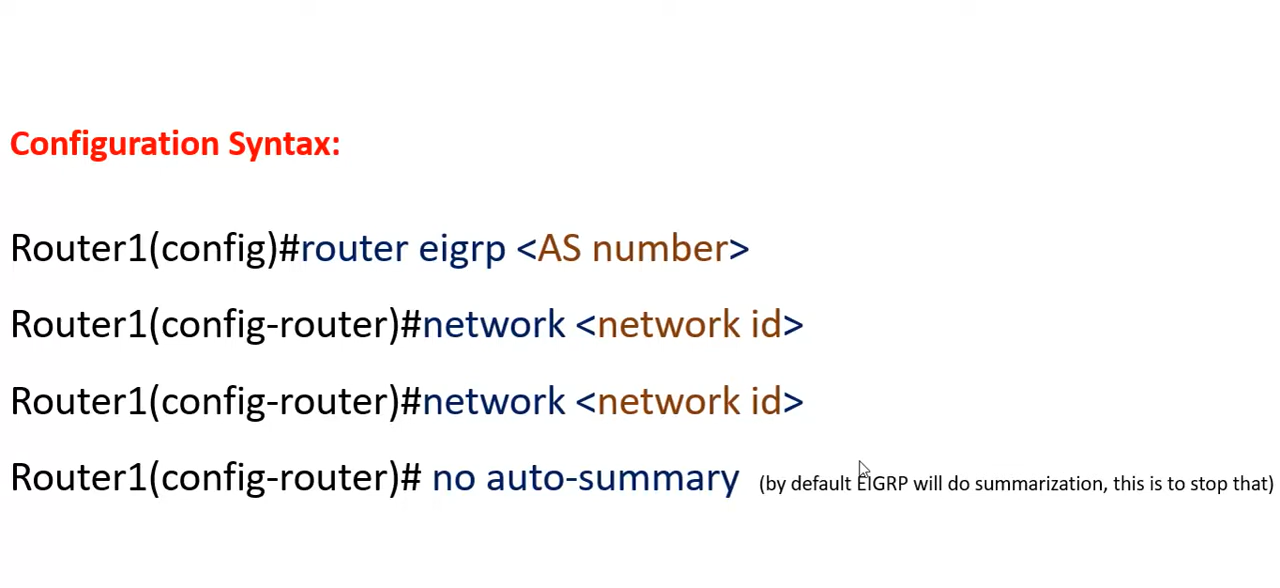 Configuration Syntax:
Router1(config)#router eigrp <AS number>
Router1(config-router)#network <network id>
Router1(config-router)#network <network id>
Router1(config-router)# no auto-summary (by default EIGRP will do summarization, this is to stop that)